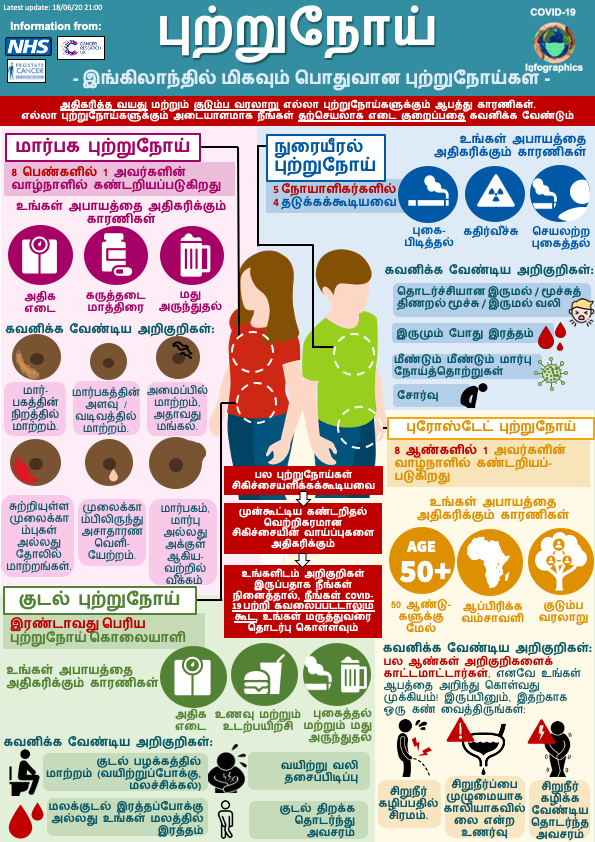 Latest update: 18/06/20 21:00
Information from:
NHS
CANCER RESEARCH UK
PROSTATE CANCER
COVID-19
Igfographics
புற்றுநோய்
- இங்கிலாந்தில் மிகவும் பொதுவான புற்றுநோய்கள் -
அதிகரித்த வயது மற்றும் குடும்ப வரலாறு எல்லா புற்றுநோய்களுக்கும் ஆபத்து காரணிகள்.
எல்லா புற்றுநோய்களுக்கும் அடையாளமாக நீங்கள் தற்செயலாக எடை குறைப்பதை கவனிக்க வேண்டும்
மார்பக புற்றுநோய்
8 பெண்களில் 1 அவர்களின்
வாழ்நாளில் கண்டறியப்படுகிறது
உங்கள் அபாயத்தை அதிகரிக்கும்
காரணிகள்
அதிக
எடை
கருத்தடை
மாத்திரை
மது
அருந்துதல்
கவனிக்க வேண்டிய அறிகுறிகள்:
மார்-
பகத்தின்
நிறத்தில்
மாற்றம்.
மார்பகத்தின்
அளவு /
வடிவத்தில்
மாற்றம்.
அமைப்பில்
மாற்றம்,
அதாவது
மங்கல்.
சுற்றியுள்ள
முலைக்கா
ம்புகள்
அல்லது
தோலில்
மாற்றங்கள்.
முலைக்கா
ம்பிலிருந்து
அசாதாரண
வெளி-
யேற்றம்.
மார்பகம்,
மார்பு
அல்லது
அக்குள்
ஆகிய-
வற்றில்
வீக்கம்
நுரையீரல்
புற்றுநோய்
5 நோயாளிகளில்
4 தடுக்கக்கூடியவை
உங்கள் அபாயத்தை
அதிகரிக்கும் காரணிகள்
புகை-
பிடித்தல்
கதிர்வீச்சு
செயலற்ற
புகைத்தல்
கவனிக்க வேண்டிய அறிகுறிகள்:
தொடர்ச்சியான இருமல் / மூச்சுத்
திணறல் மூச்சு / இருமல் வலி
இருமும் போது இரத்தம்
மீண்டும் மீண்டும் மார்பு
நோய்த்தொற்றுகள்
சோர்வு
பல புற்றுநோய்கள்
சிகிச்சையளிக்கக்கூடியவை
முன்கூட்டிய கண்டறிதல்
வெற்றிகரமான
சிகிச்சையின் வாய்ப்புகளை
அதிகரிக்கும்
உங்களிடம் அறிகுறிகள்
இருப்பதாக நீங்கள்
நினைத்தால், நீங்கள் covid-
19 பற்றி கவலைப்பட்டாலும்
கூட, உங்கள் மருத்துவரை
தொடர்பு கொள்ளவும்
புரோஸ்டேட் புற்றுநோய்
8 ஆண்களில் 1 அவர்களின்
வாழ்நாளில் கண்டறியப்-
படுகிறது
உங்கள் அபாயத்தை
அதிகரிக்கும் காரணிகள்
AGE
50+
50 ஆண்டு-
களுக்கு
மேல்
ஆப்பிரிக்க
வம்சாவளி
குடும்ப
வரலாறு
கவனிக்க வேண்டிய அறிகுறிகள்:
பல ஆண்கள் அறிகுறிகளைக்
காட்டமாட்டார்கள், எனவே உங்கள்
ஆபத்தை அறிந்து கொள்வது
முக்கியம்! இருப்பினும், இதற்காக
ஒரு கண் வைத்திருங்கள்:
சிறுநீர்
கழிப்பதில்
சிரமம்.
சிறுநீர்ப்பை
முழுமையாக
காலியாகவில்
லை என்ற
உணர்வு
சிறுநீர்
கழிக்க
வேண்டிய
தொடர்ந்த
அவசரம்
குடல் புற்றுநோய்
இரண்டாவது பெரிய
புற்றுநோய் கொலையாளி
உங்கள் அபாயத்தை
அதிகரிக்கும் காரணிகள்
அதிக
எடை
உணவு மற்றும்
உடற்பயிற்சி
புகைத்தல்
மற்றும் மது
அருந்துதல்
கவனிக்க வேண்டிய அறிகுறிகள்:
குடல் பழக்கத்தில்
மாற்றம் (வயிற்றுப்போக்கு,
மலச்சிக்கல்)
வயிற்று வலி
தசைப்பிடிப்பு
மலக்குடல் இரத்தப்போக்கு
அல்லது உங்கள் மலத்தில்
இரத்தம்
குடல் திறக்க
தொடர்ந்து
அவசரம்